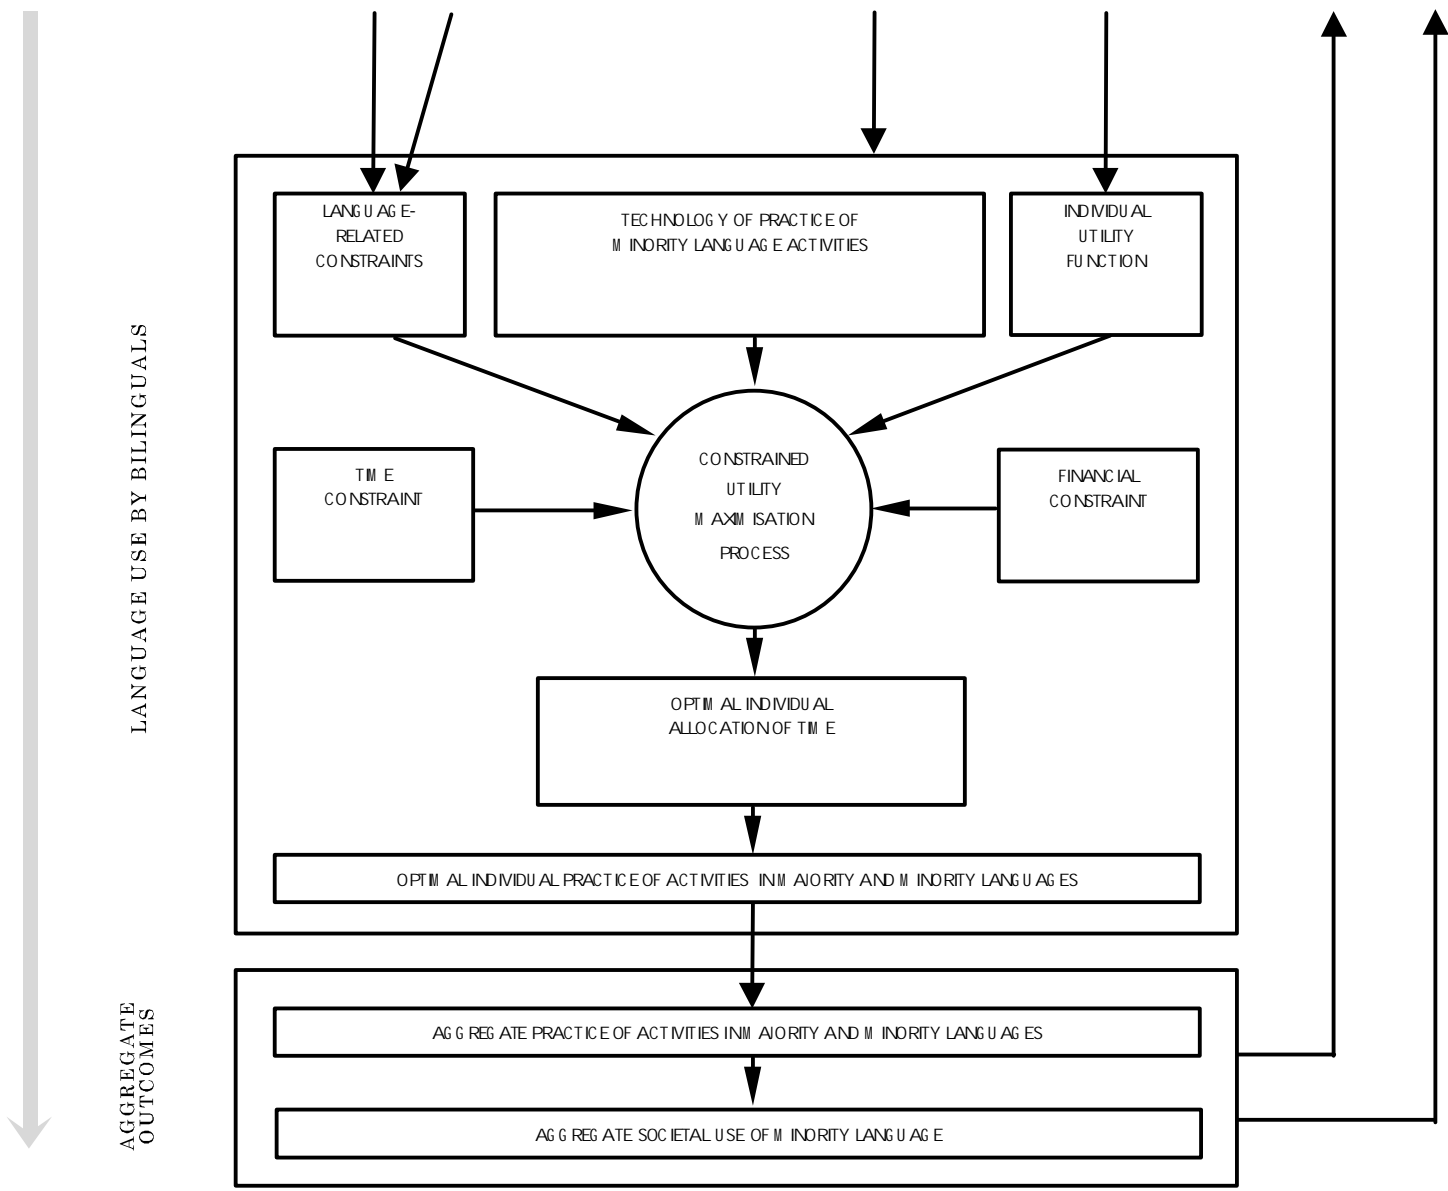 LANGUAGE-
RELATED
CONSTRAINTS
TECHNOLOGY OF PRACTICE OF
MINORITY LANGUAGE ACTIVITIES
INDIVIDUAL
UTILITY
FUNCTION
LANGUAGE USE BY BILINGUALS
TIME
CONSTRAINT
CONSTRAINED
UTILITY
MAXIMISATION
PROCESS
FINANCIAL
CONSTRAINT
OPTIMAL INDIVIDUAL
ALLOCATION OF TIME
OPTIMAL INDIVIDUAL PRACTICE OF ACTIVITIES IN MAJORITY AND MINORITY LANGUAGES
AGGREGATE
OUTCOMES
AGGREGATE PRACTICE OF ACTIVITIES IN MAJORITY AND MINORITY LANGUAGES
AGGREGATE SOCIETAL USE OF MINORITY LANGUAGE